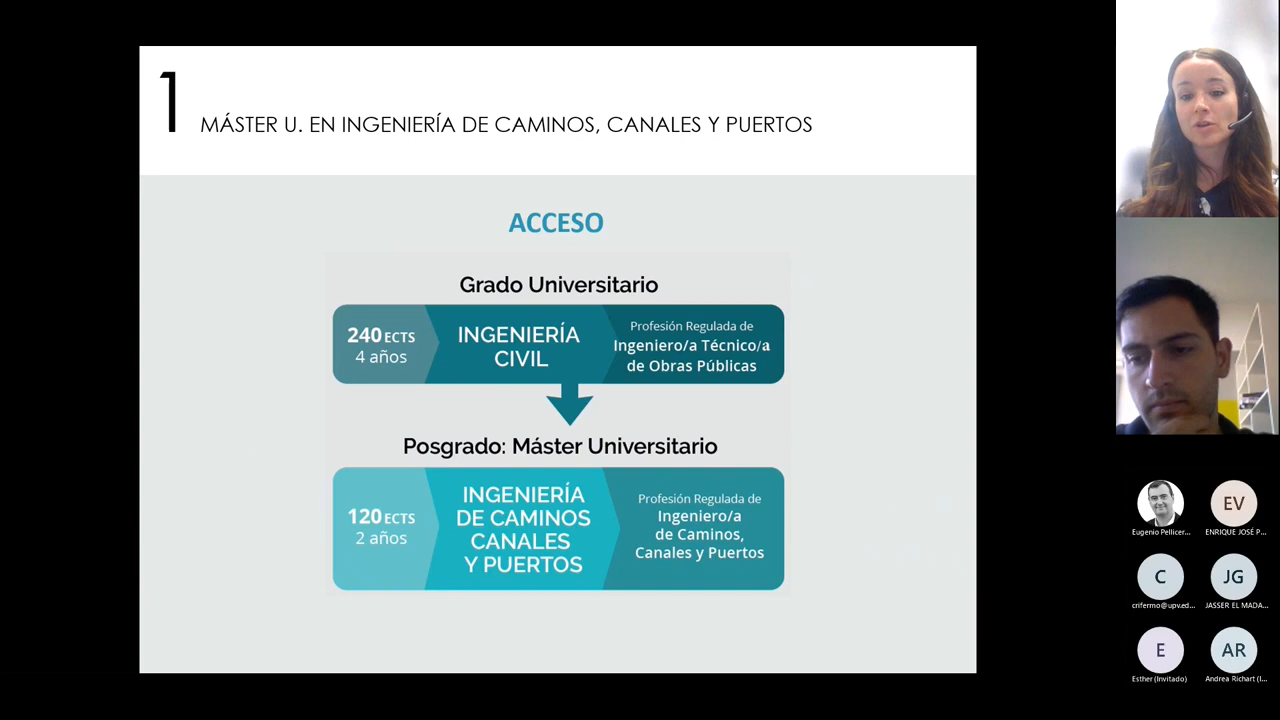 1 MÁSTER U. EN INGENIERÍA DE CAMINOS, CANALES Y PUERTOS
ACCESO
Grado Universitario
240 ECTS
4 años
INGENIERÍA
CIVIL
Profesión Regulada de
Ingeniero/a Técnico/a
de Obras Públicas
Posgrado: Máster Universitario
120 ECTS
2 años
INGENIERÍA
DE CAMINOS
CANALES
Y PUERTOS
Profesión Regulada de
Ingeniero/a
de Caminos,
Canales y Puertos
EV
Eugenio Pellicer...
ENRIQUE JOSÉ P...
C
JG
crifermo@upv.ed...
JASSER EL MADA...
E
AR
Esther (Invitado)
Andrea Richart (I...